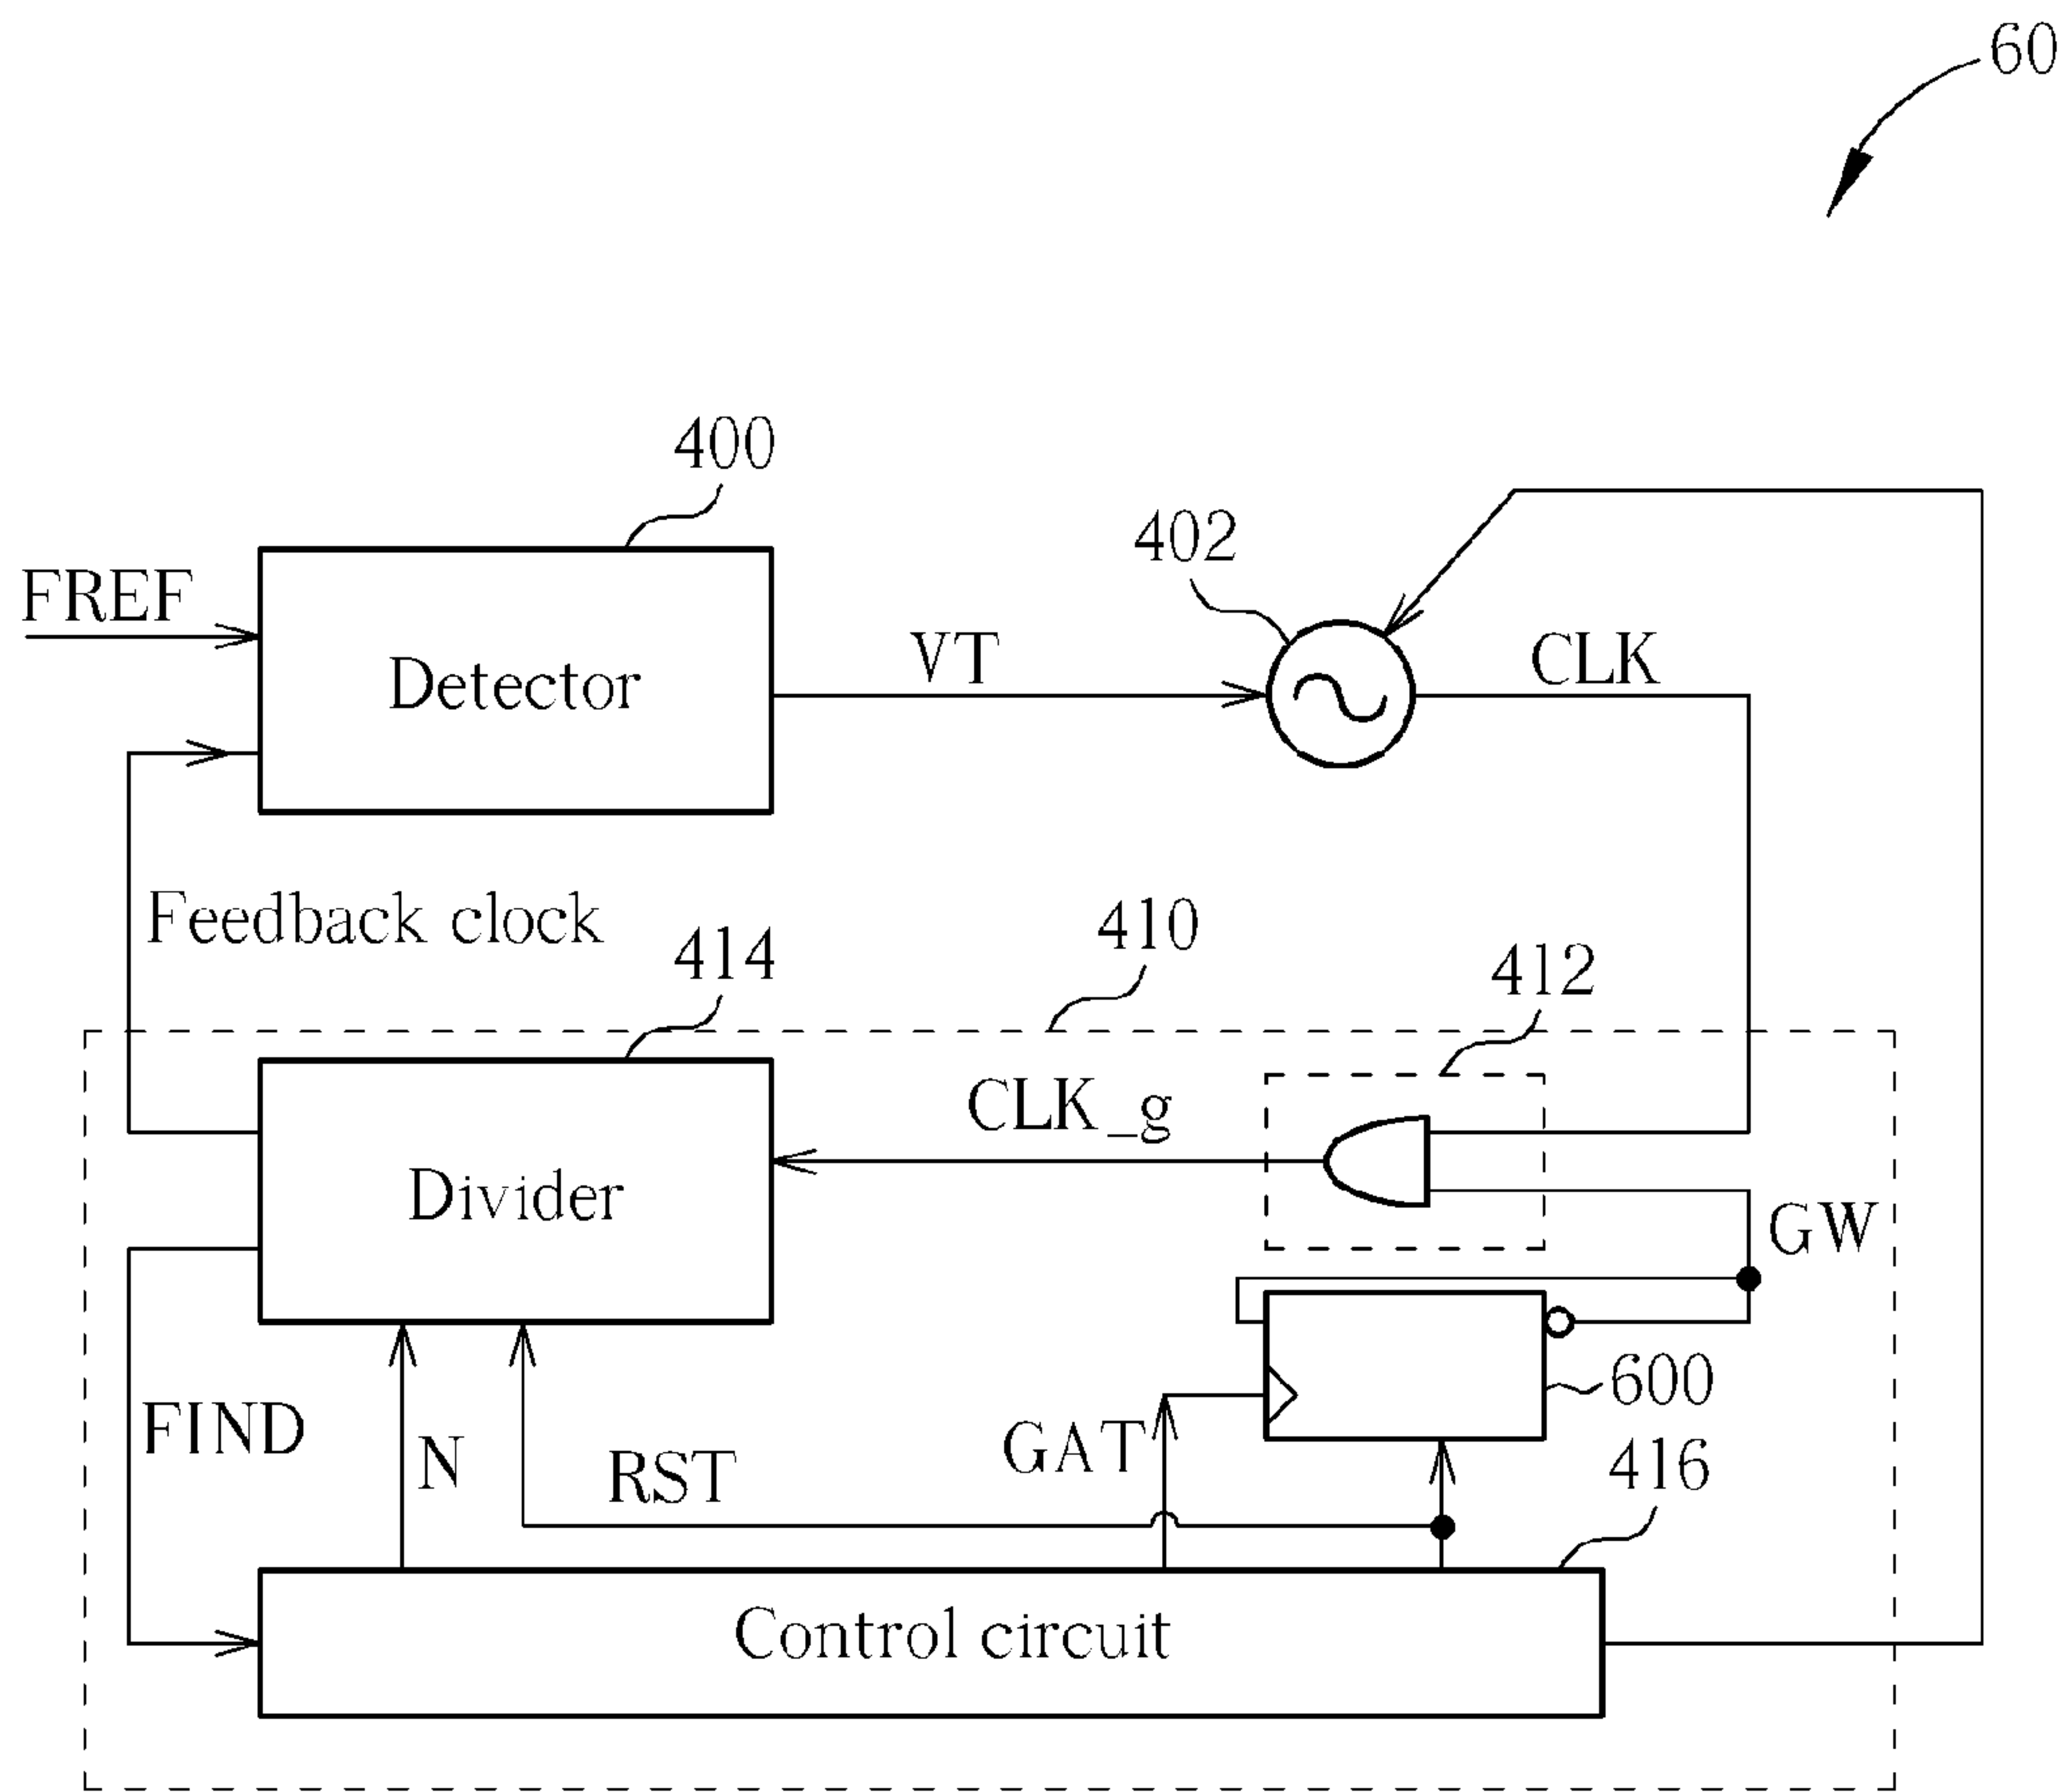 60
400
402
FREF
Detector
VT
CLK
Feedback clock
410
414
412
CLK_g
Divider
GW
600
FIND
N
RST
GAT
416
Control circuit